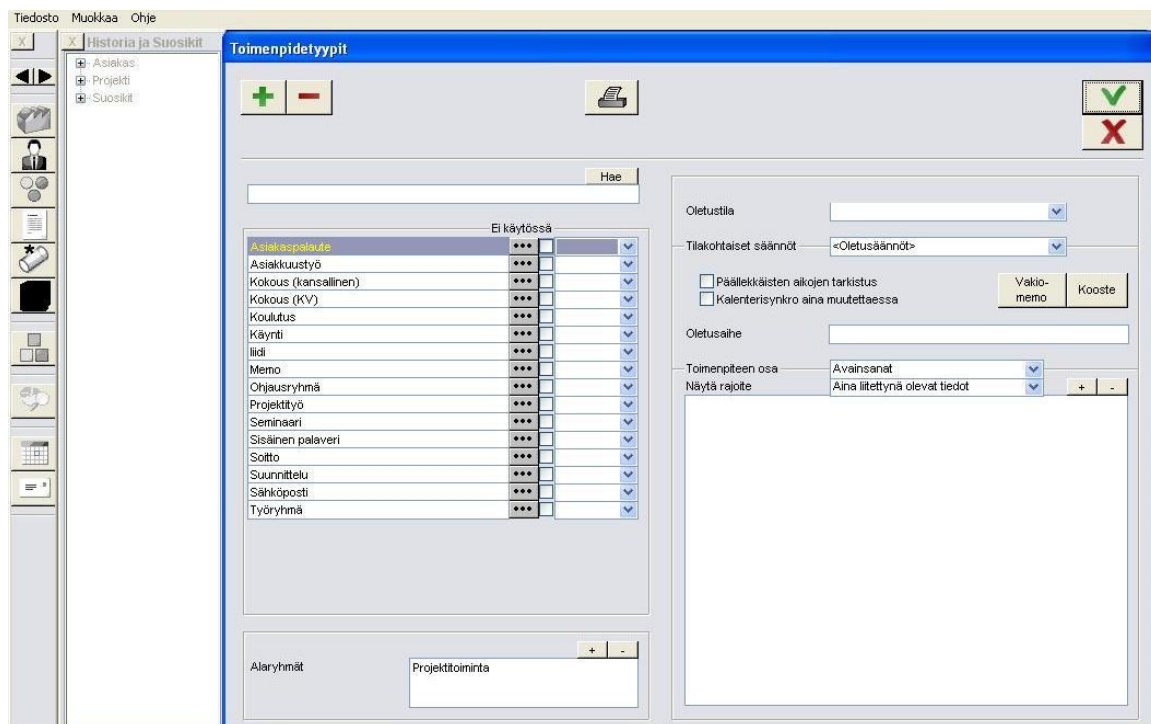 Tiedosto Muokkaa Ohje
X
X Historia ja Suosikit
Asiakas
Projekti
Suosikit
Toimenpidetyypit
Hae
Ei käytössä
Asiakaspalaute
Asiakkuustyö
Kokous (kansallinen)
Kokous (KV)
Koulutus
Käynti
liidi
Memo
Ohjausryhmä
Projektityö
Seminaari
Sisäinen palaveri
Soitto
Suunnittelu
Sähköposti
Työryhmä
Alaryhmät
+ -
Projektitoiminta
Oletustila
Tilakohtaiset säännöt <Oletusäännöt>
Päällekkäisten aikojen tarkistus
Kalenterisynkro aina muutettaessa
Vakio-
memo
Kooste
Oletusaihe
Toimenpiteen osa Avainsanat
Näytä rajoite Aina liitettynä olevat tiedot + -